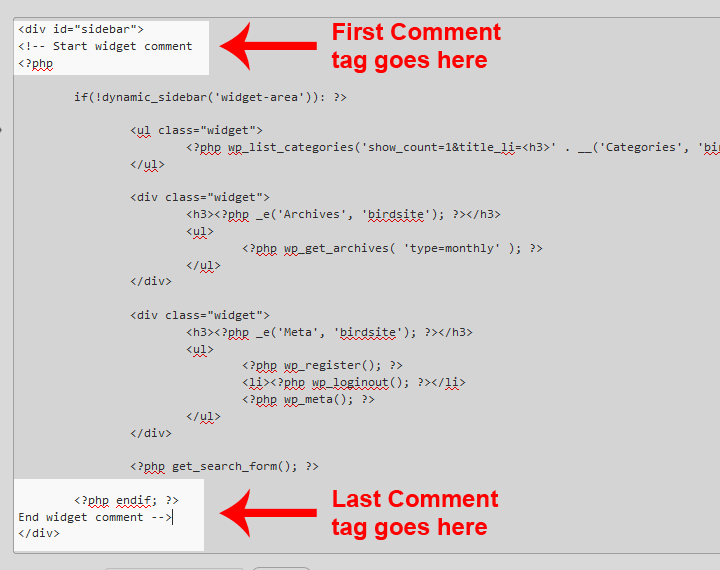 <div id="sidebar">
<!-- Start widget comment
<?php
First Comment
tag goes here
if(!dynamic_sidebar('widget-area')): ?>
<ul class="widget">
<?php wp_list_categories('show_count=1&title_li=<h3>' . __('Categories', 'bir
</ul>
<div class="widget">
<h3><?php _e('Archives', 'birdsite'); ?></h3>
<ul>
<?php wp_get_archives( 'type=monthly' ); ?>
</ul>
</div>
<div class="widget">
<h3><?php _e('Meta', 'birdsite'); ?></h3>
<ul>
<?php wp_register(); ?>
<li><?php wp_loginout(); ?></li>
<?php wp_meta(); ?>
</ul>
</div>
<?php get_search_form(); ?>
<?php endif; ?>
End widget comment -->
</div>
Last Comment
tag goes here